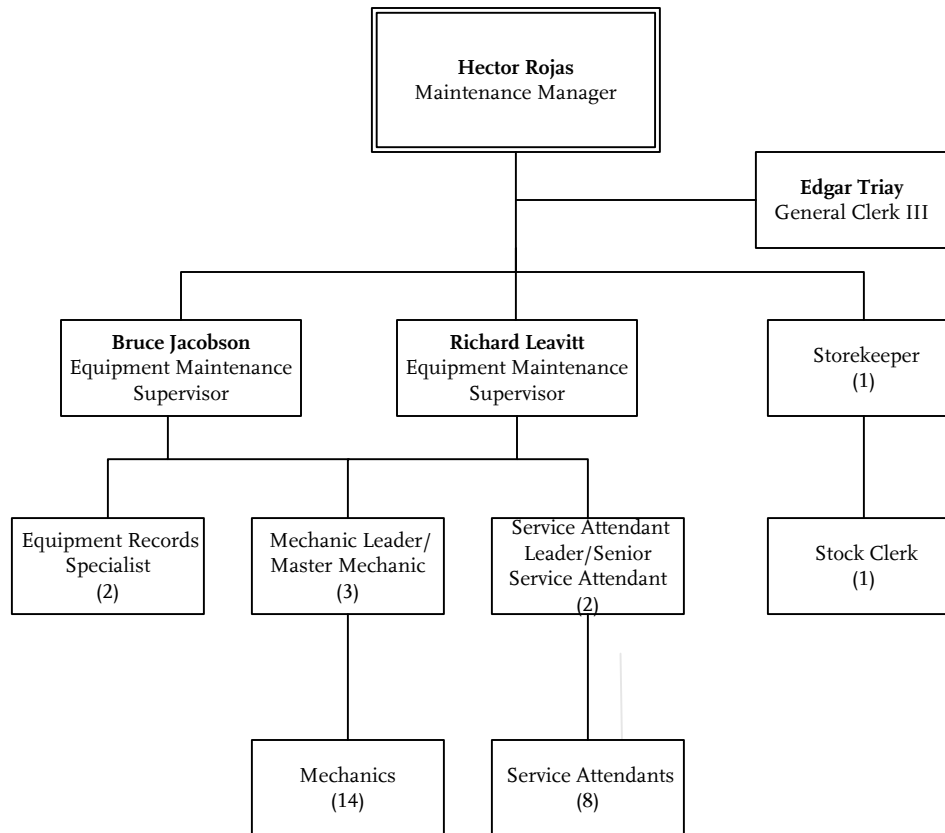 Hector Rojas
Maintenance Manager
Edgar Triay
General Clerk III
Bruce Jacobson
Equipment Maintenance
Supervisor
Richard Leavitt
Equipment Maintenance
Supervisor
Storekeeper
(1)
Equipment Records
Specialist
(2)
Mechanic Leader/
Master Mechanic
(3)
Service Attendant
Leader/Senior
Service Attendant
(2)
Stock Clerk
(1)
Mechanics
(14)
Service Attendants
(8)